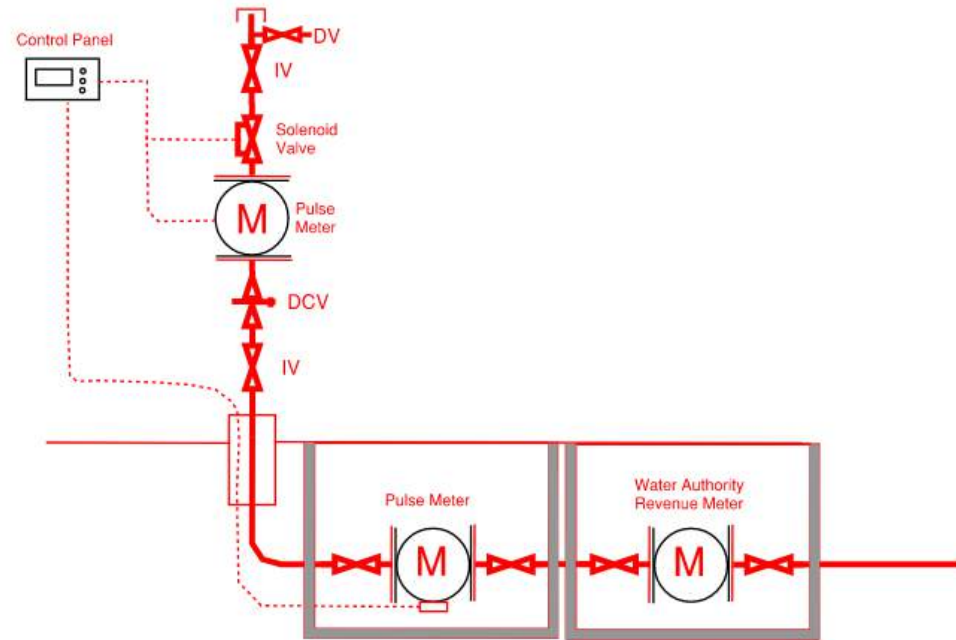 DV
Control Panel
IV
Solenoid
Valve
M
Pulse
Meter
DCV
IV
Pulse Meter
Water Authority
Revenue Meter
M
M